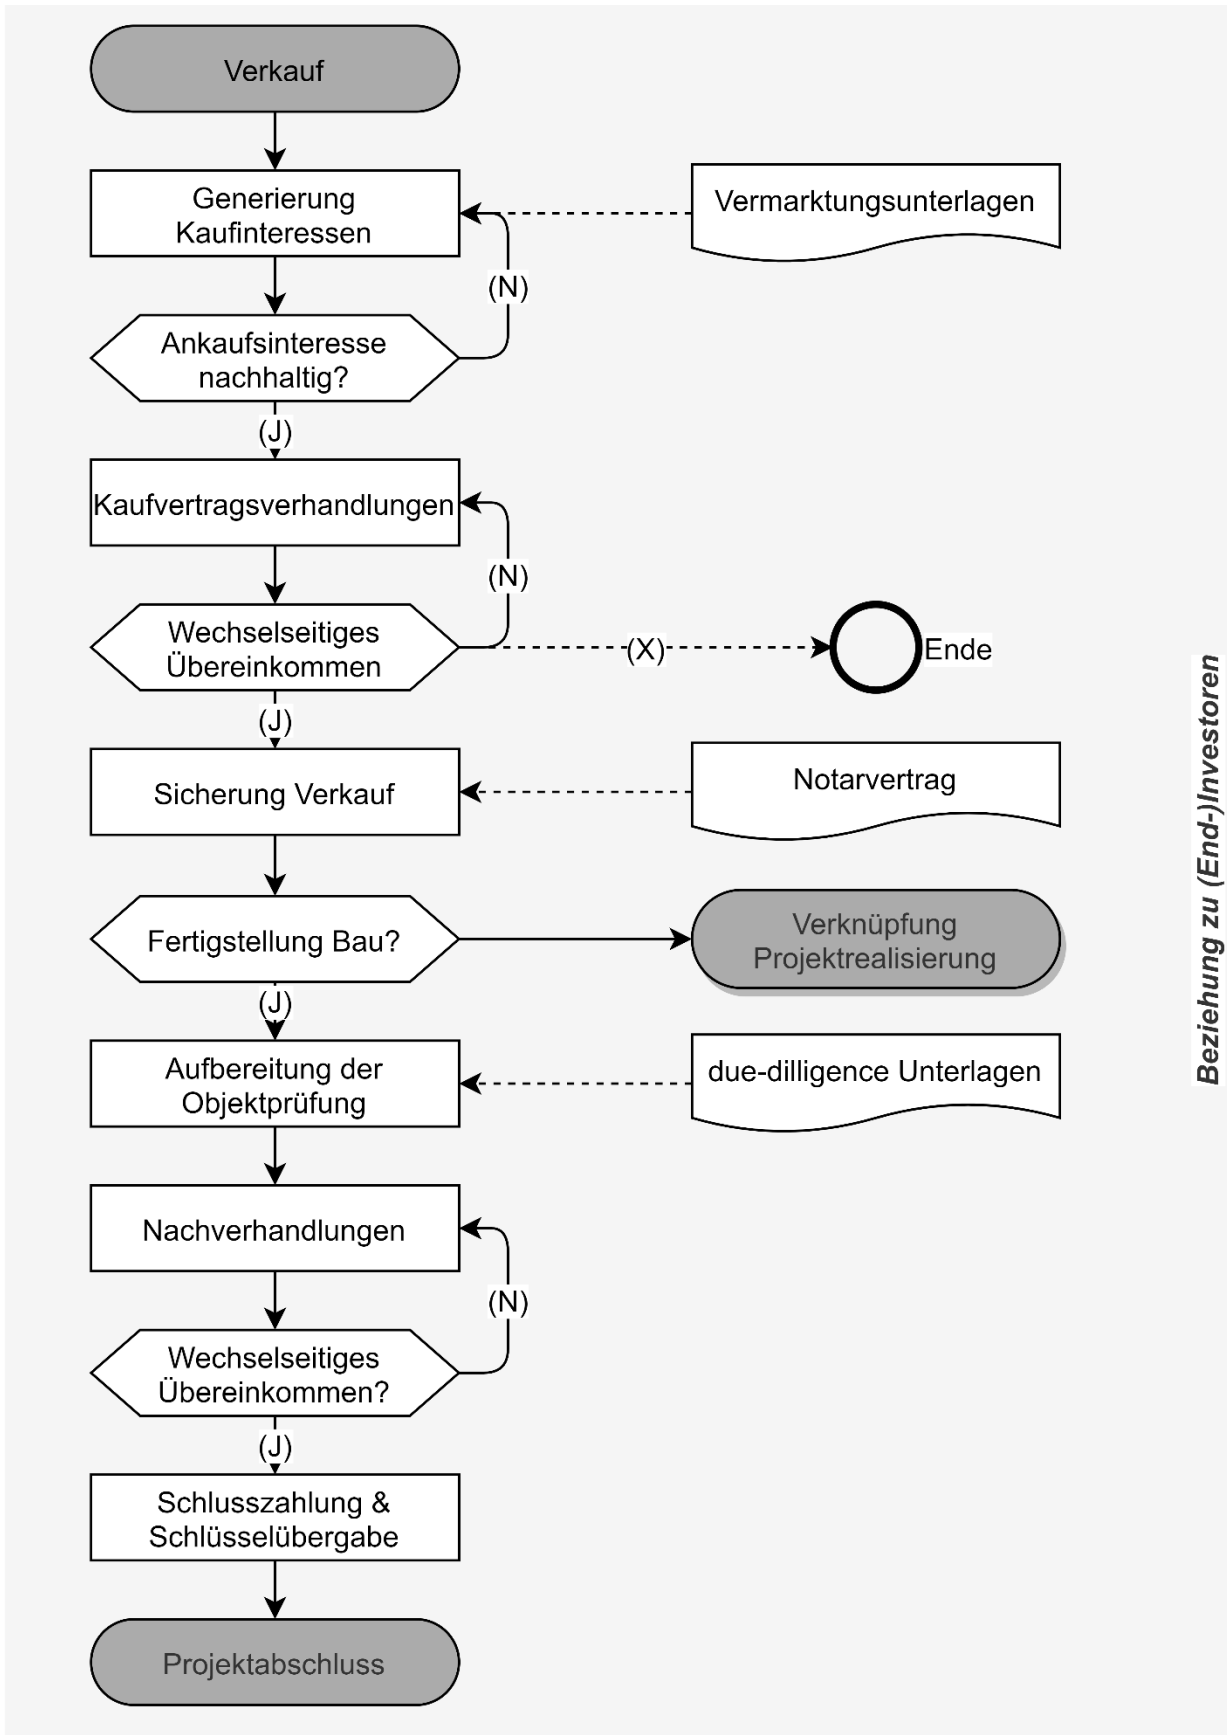 Verkauf
Generierung
Kaufinteressen
Vermarktungsunterlagen
(N)
Ankaufsinteresse
nachhaltig?
(J)
Kaufvertragsverhandlungen
(N)
Wechselseitiges
Übereinkommen
(X)
Ende
(J)
Sicherung Verkauf
Notarvertrag
Fertigstellung Bau?
Verknüpfung
Projektrealisierung
(J)
Aufbereitung der
Objektprüfung
due-dilligence Unterlagen
Nachverhandlungen
(N)
Wechselseitiges
Übereinkommen?
(J)
Schlusszahlung &
Schlüsselübergabe
Projektabschluss
Beziehung zu (End-)Investoren